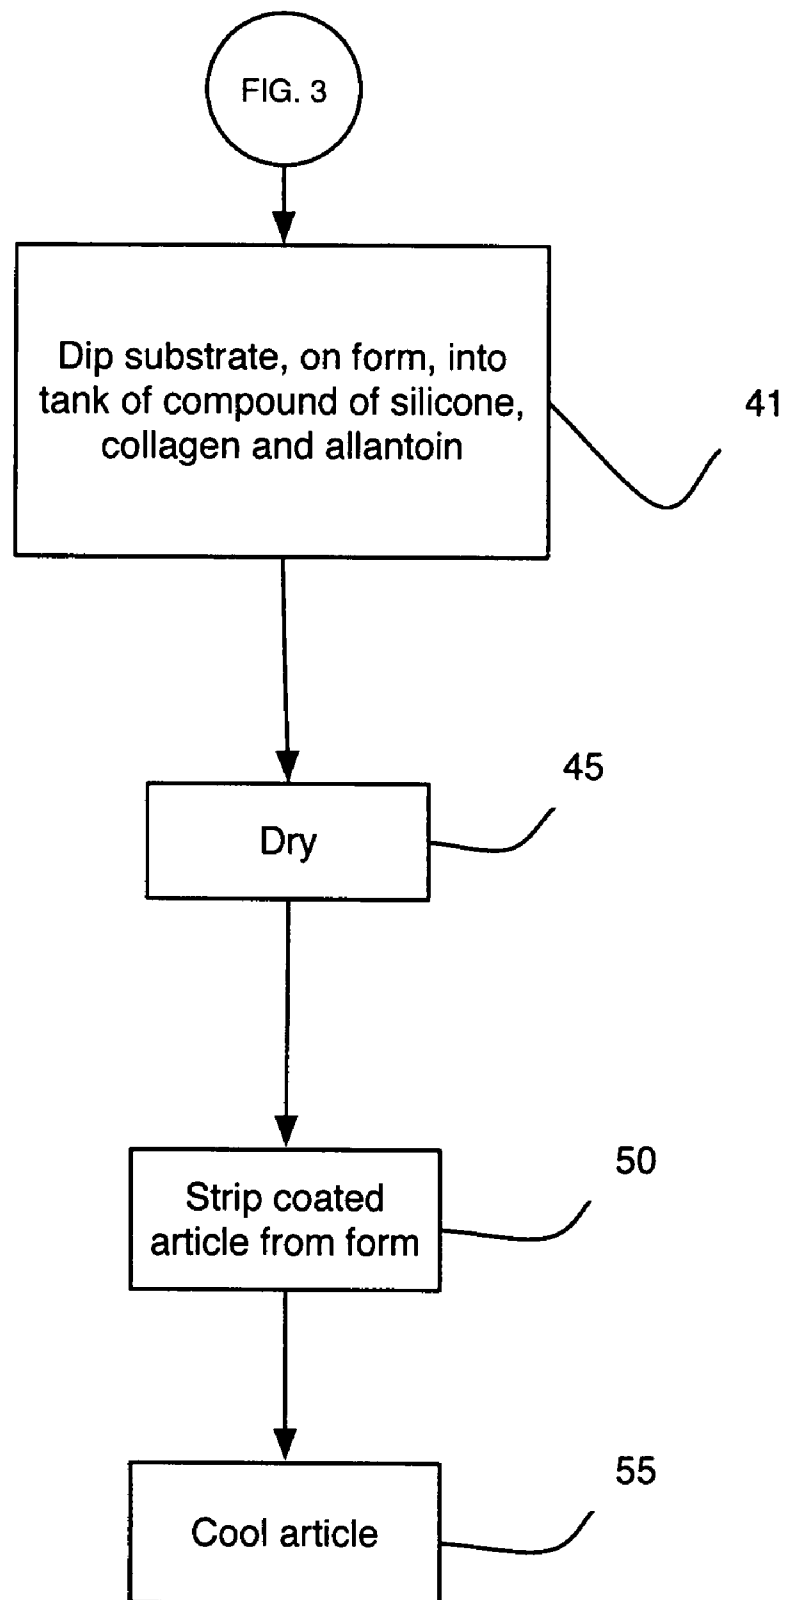 FIG. 3
Dip substrate, on form, into
tank of compound of silicone,
collagen and allantoin
41
45
Dry
50
Strip coated
article from form
55
Cool article